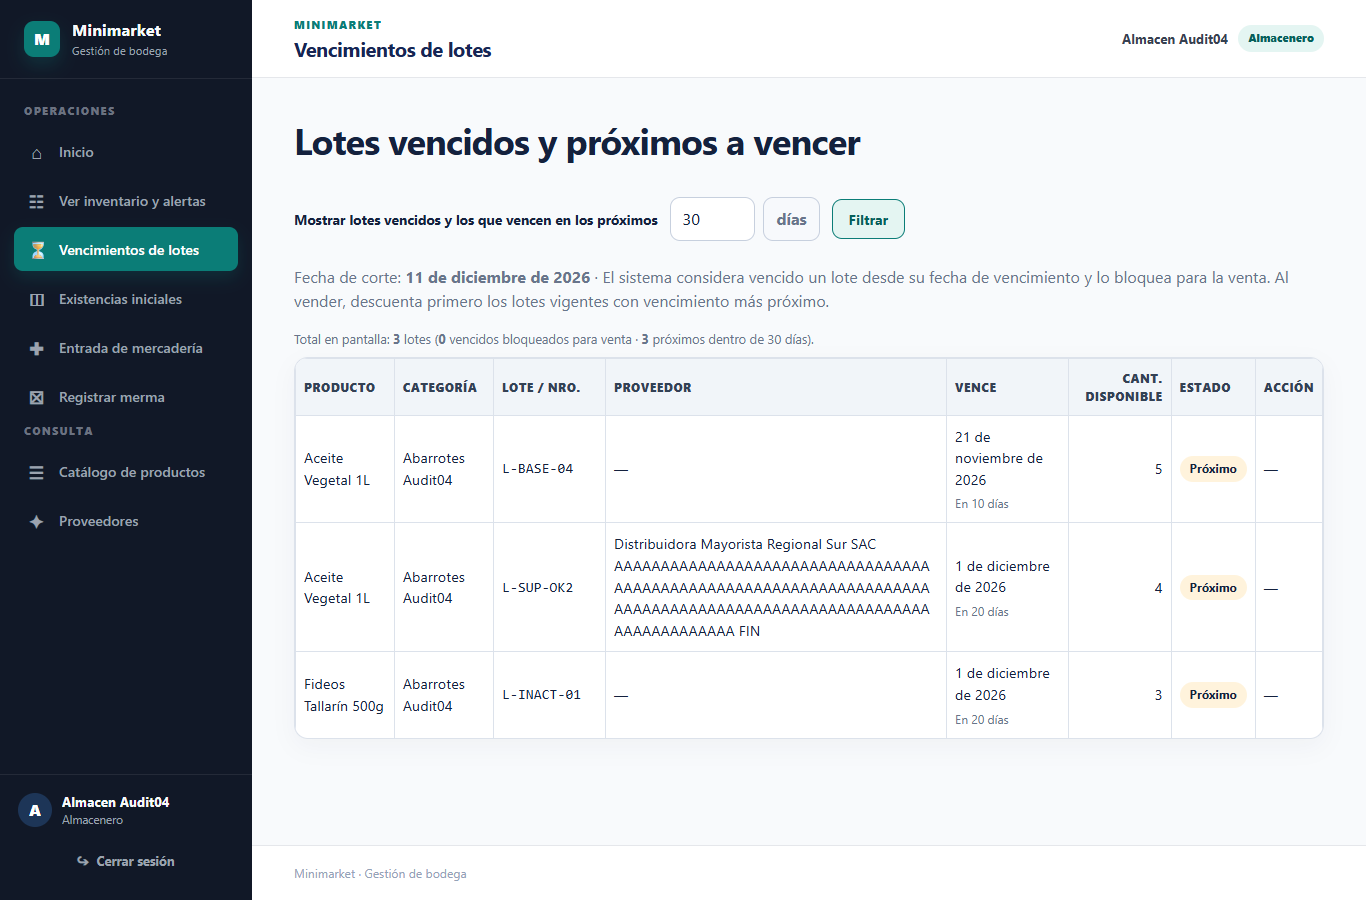 M
Minimarket
Gestión de bodega
OPERACIONES
Inicio
Ver inventario y alertas
Vencimientos de lotes
Existencias iniciales
Entrada de mercadería
Registrar merma
CONSULTA
Catálogo de productos
Proveedores
A
Almacen Audit04
Almacenero
Cerrar sesión
MINIMARKET
Vencimientos de lotes
Almacen Audit04 Almacenero
Lotes vencidos y próximos a vencer
Mostrar lotes vencidos y los que vencen en los próximos 30 días Filtrar
Fecha de corte: 11 de diciembre de 2026 · El sistema considera vencido un lote desde su fecha de vencimiento y lo bloquea para la venta. Al
vender, descuenta primero los lotes vigentes con vencimiento más próximo.
Total en pantalla: 3 lotes (0 vencidos bloqueados para venta · 3 próximos dentro de 30 días).
PRODUCTO CATEGORÍA LOTE / NRO. PROVEEDOR VENCE CANT. DISPONIBLE ESTADO ACCIÓN
Aceite Vegetal 1L Abarrotes Audit04 L-BASE-04 — 21 de noviembre de 2026 En 10 días 5 Próximo —
Aceite Vegetal 1L Abarrotes Audit04 L-SUP-OK2 Distribuidora Mayorista Regional Sur SAC
AAAAAAAAAAAAAAAAAAAAAAAAAAAAAAAAAA
AAAAAAAAAAAAAAAAAAAAAAAAAAAAAAAAAA
AAAAAAAAAAAAAAAAAAAAAAAAAAAAAAAAAA
AAAAAAAAAAAAA FIN 1 de diciembre de 2026 En 20 días 4 Próximo —
Fideos Tallarín 500g Abarrotes Audit04 L-INACT-01 — 1 de diciembre de 2026 En 20 días 3 Próximo —
Minimarket · Gestión de bodega